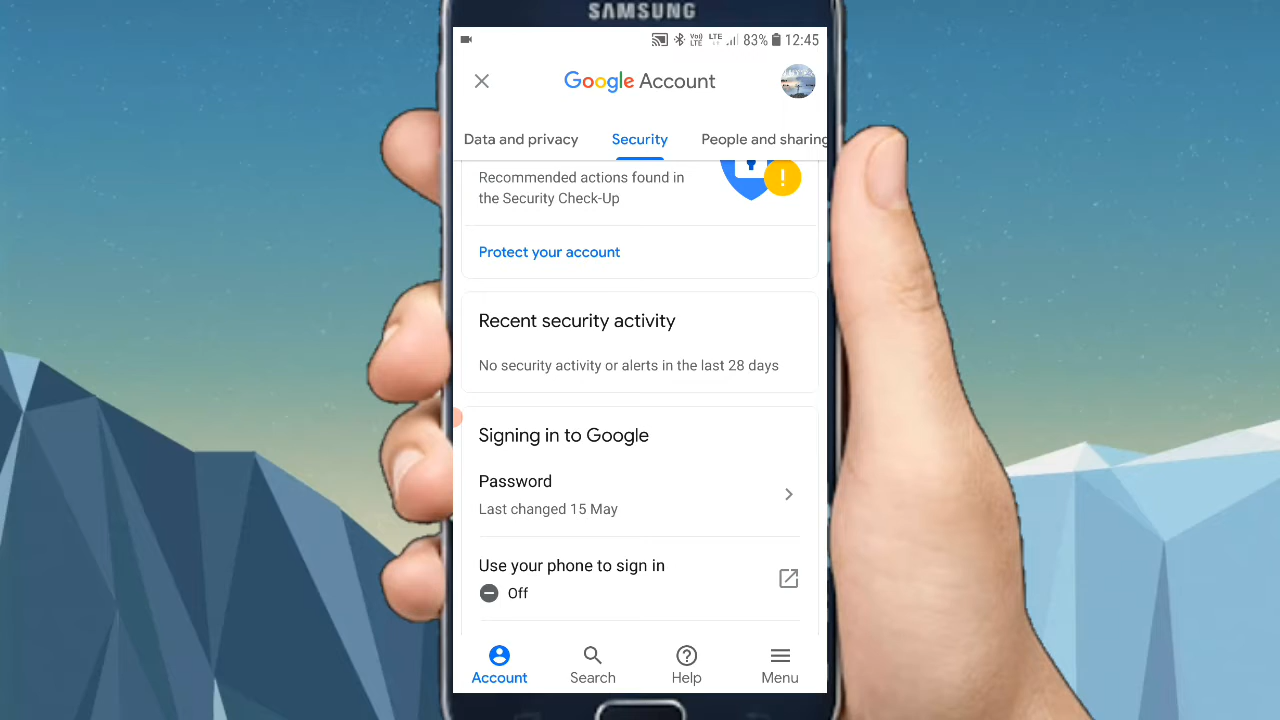 SAMSUNG
Vo) LTE LTE 83% 12:45
Google Account
Data and privacy Security People and sharing
Recommended actions found in
the Security Check-Up
!
Protect your account
Recent security activity
No security activity or alerts in the last 28 days
Signing in to Google
Password
Last changed 15 May
Use your phone to sign in
Off
Account Search Help Menu